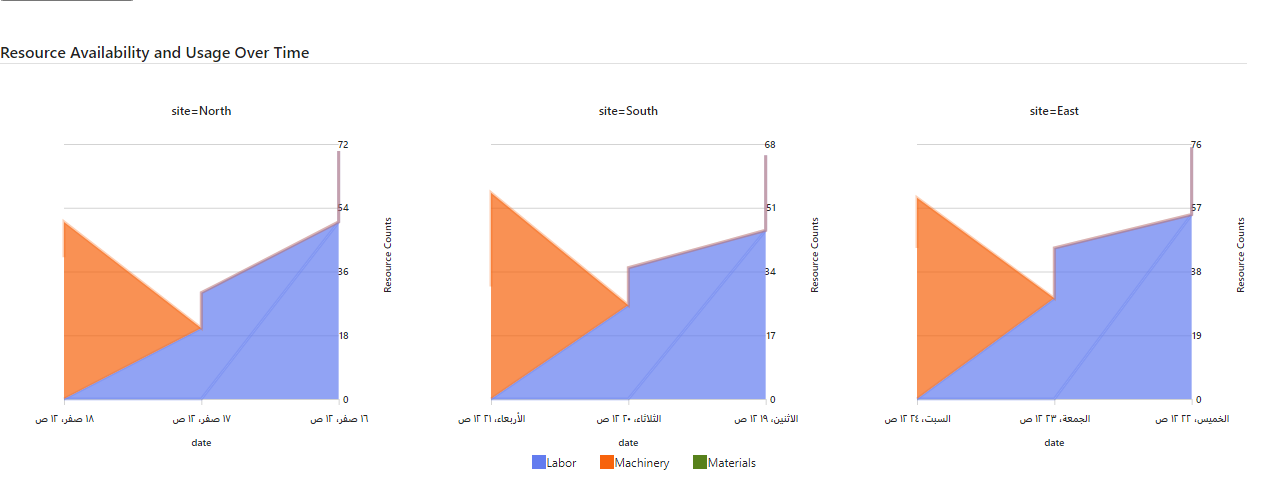 Resource Availability and Usage Over Time
site=North
72
54
36
18
0
Resource Counts
١٨ صفر، ١٢ ص
١٧ صفر، ١٢ ص
١٦ صفر، ١٢ ص
date
site=South
68
51
34
17
0
Resource Counts
الأربعاء، ٢١ ١٢ ص
الثلاثاء، ٢٠ ١٢ ص
الاثنين، ١٩ ١٢ ص
date
site=East
76
57
38
19
0
Resource Counts
السبت، ٢٤ ١٢ ص
الجمعة، ٢٣ ١٢ ص
الخميس، ٢٢ ١٢ ص
date
Labor
Machinery
Materials